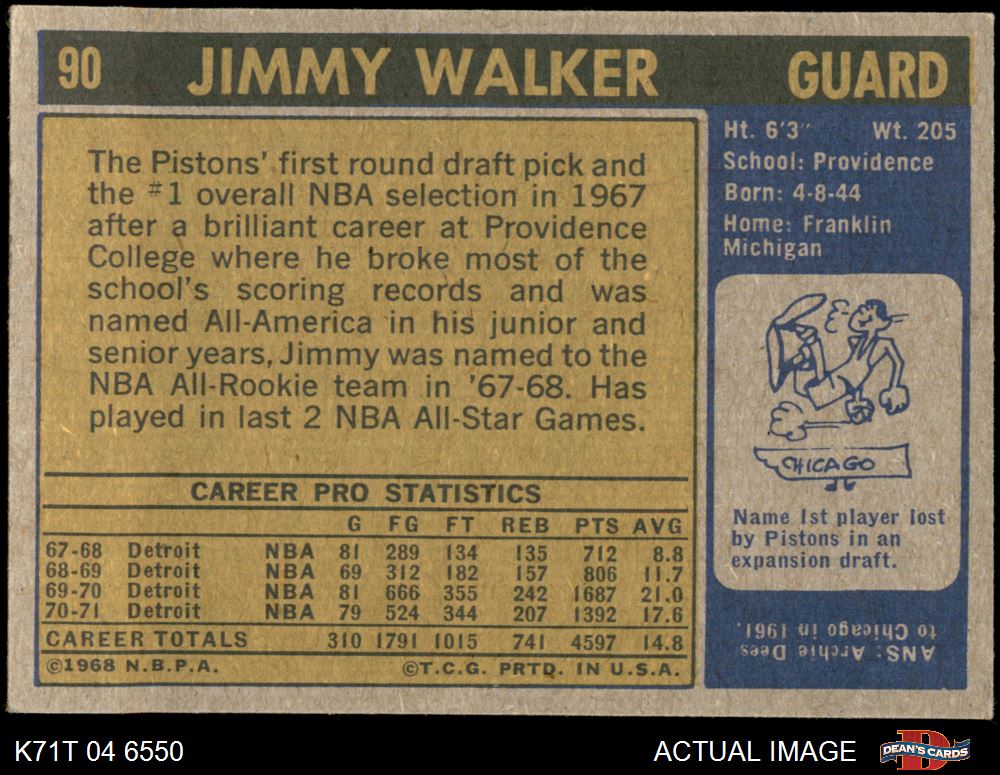 90 JIMMY WALKER GUARD
The Pistons' first round draft pick and
the #1 overall NBA selection in 1967
after a brilliant career at Providence
College where he broke most of the
school's scoring records and was
named All-America in his junior and
senior years, Jimmy was named to the
NBA All-Rookie team in '67-68. Has
played in last 2 NBA All-Star Games.
CAREER PRO STATISTICS
G FG FT REB PTS AVG
67-68 Detroit NBA 81 289 134 135 712 8.8
68-69 Detroit NBA 69 312 182 157 806 11.7
69-70 Detroit NBA 81 666 355 242 1687 21.0
70-71 Detroit NBA 79 524 344 207 1392 17.6
CAREER TOTALS 310 1791 1015 741 4597 14.8
©1968 N.B.P.A. ©T.C.G. PRTD. IN U.S.A.
Ht. 6'3" Wt. 205
School: Providence
Born: 4-8-44
Home: Franklin
Michigan
CHICAGO
Name 1st player lost
by Pistons in an
expansion draft.
ANS: Archie Dees
to Chicago in 1961.
K71T 04 6550 ACTUAL IMAGE D DEAN'S CARDS